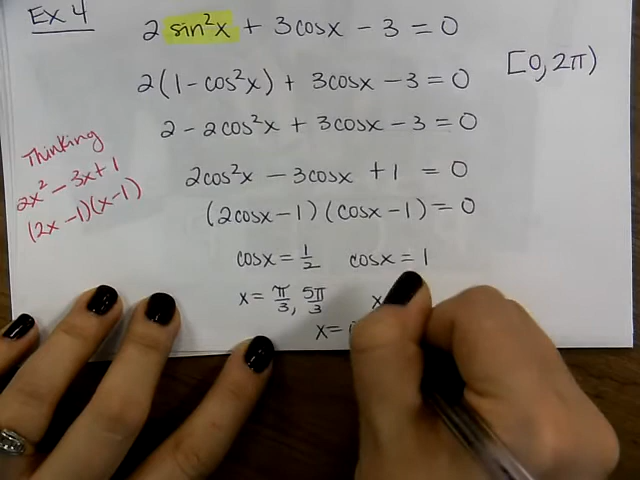 Ex 4
2 sin²x + 3cosx − 3 = 0
[0, 2π)
2(1 − cos²x) + 3cosx − 3 = 0
2 − 2cos²x + 3cosx − 3 = 0
Thinking
2x² − 3x + 1
(2x − 1)(x − 1)
2cos²x − 3cosx + 1 = 0
(2cosx − 1)(cosx − 1) = 0
cosx = 1/2 cosx = 1
x = π/3, 5π/3 x
x =